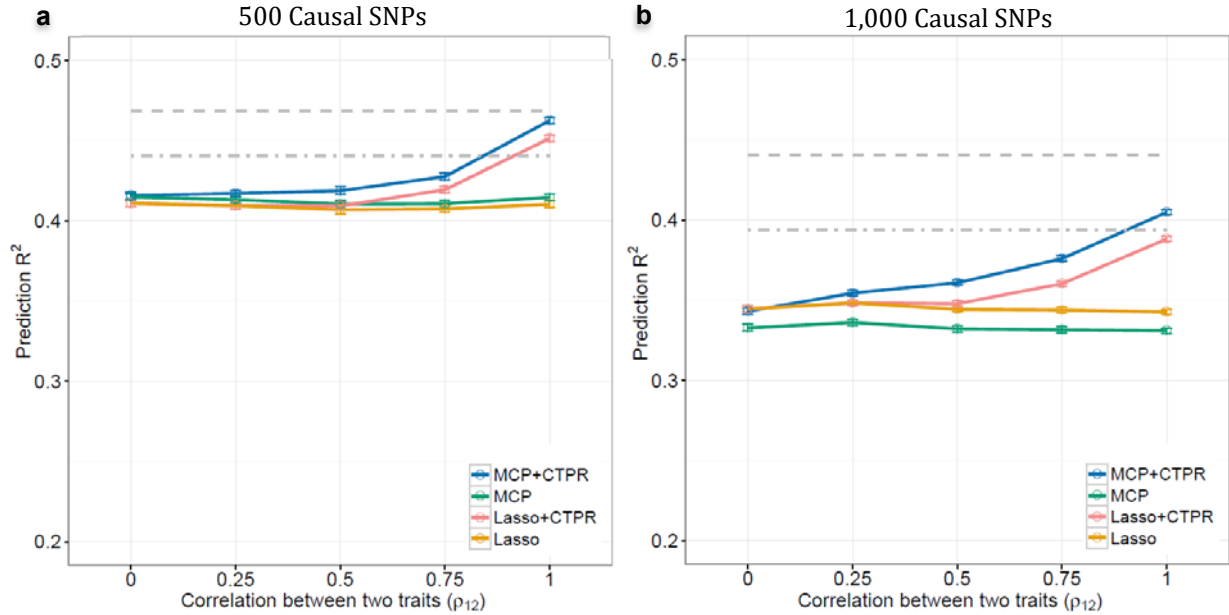 a
500 Causal SNPs
0.5
0.4
0.3
0.2
Prediction R²
MCP+CTPR
MCP
Lasso+CTPR
Lasso
0 0.25 0.5 0.75 1
Correlation between two traits (ρ₁₂)
b
1,000 Causal SNPs
0.5
0.4
0.3
0.2
Prediction R²
MCP+CTPR
MCP
Lasso+CTPR
Lasso
0 0.25 0.5 0.75 1
Correlation between two traits (ρ₁₂)